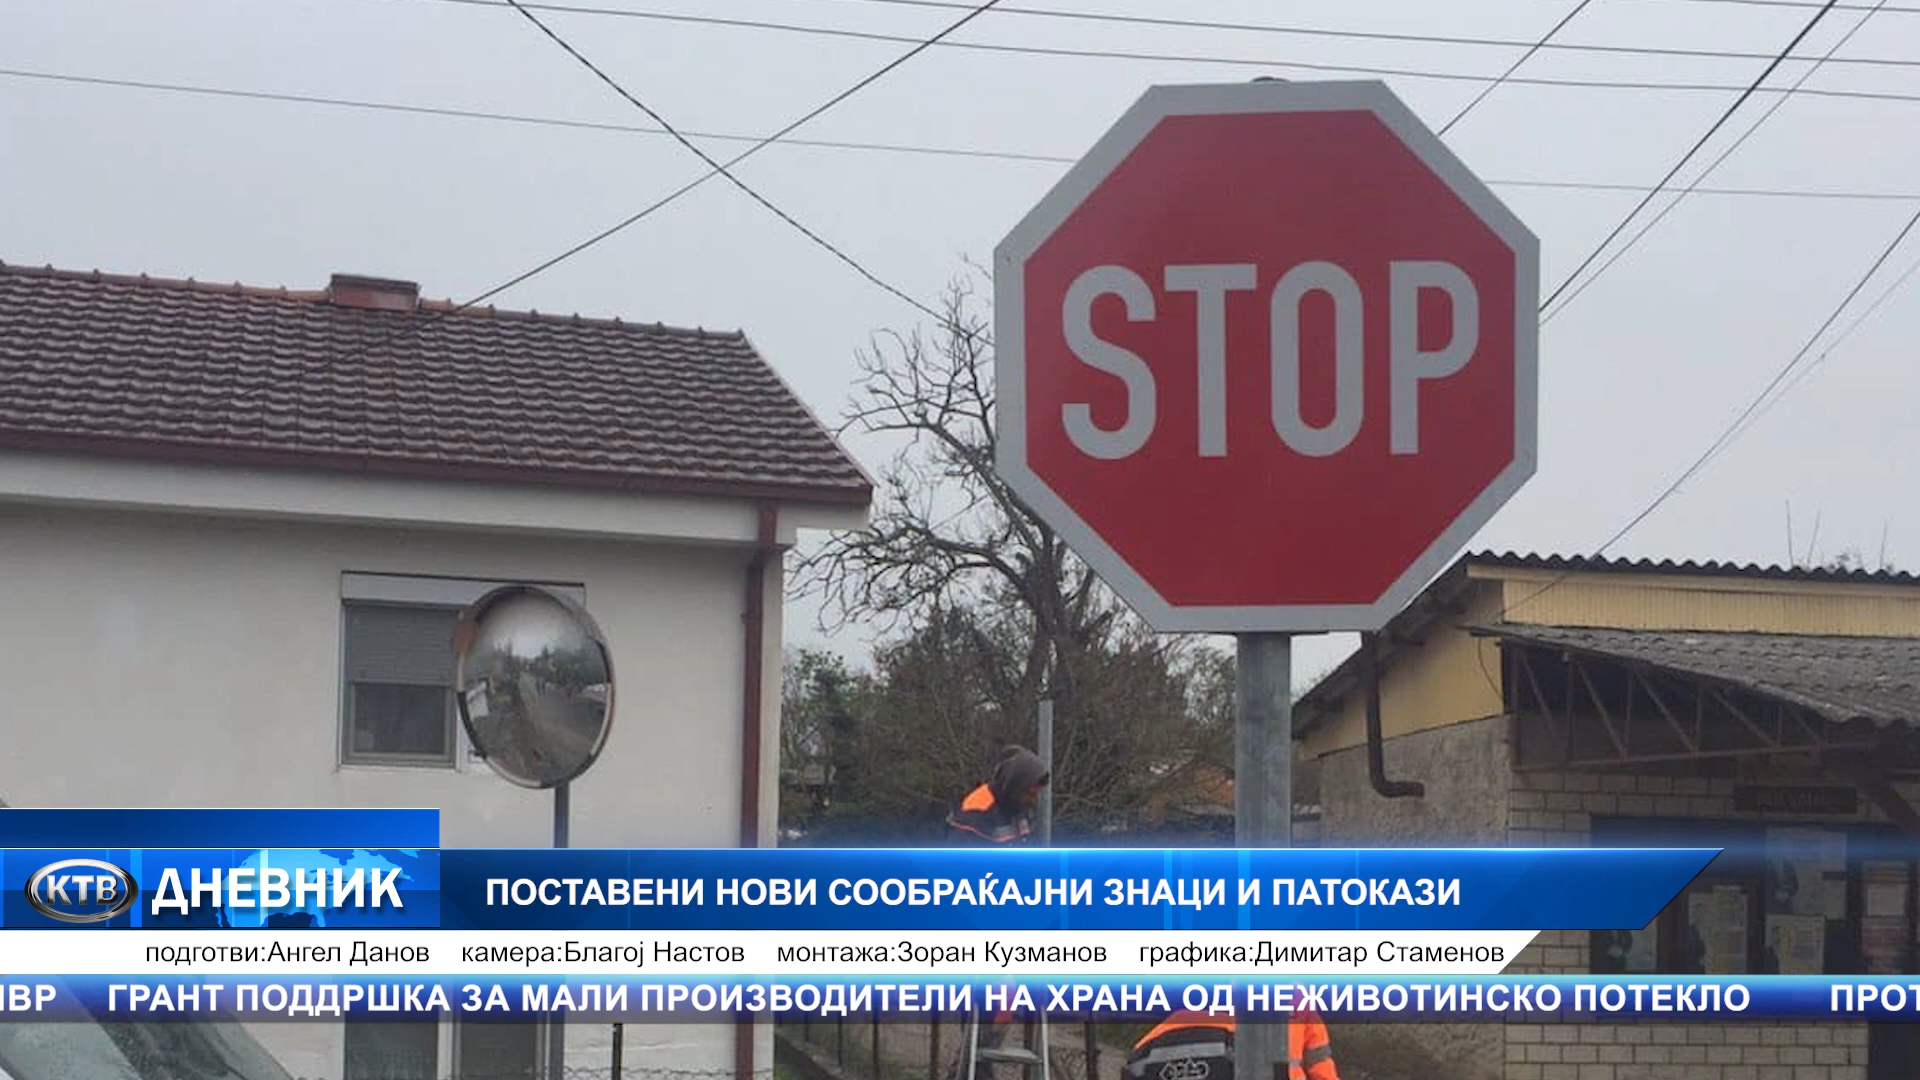 STOP
КТВ ДНЕВНИК
ПОСТАВЕНИ НОВИ СООБРАЌАЈНИ ЗНАЦИ И ПАТОКАЗИ
подготви:Ангел Данов камера:Благој Настов монтажа:Зоран Кузманов графика:Димитар Стаменов
ГРАНТ ПОДДРШКА ЗА МАЛИ ПРОИЗВОДИТЕЛИ НА ХРАНА ОД НЕЖИВОТИНСКО ПОТЕКЛО